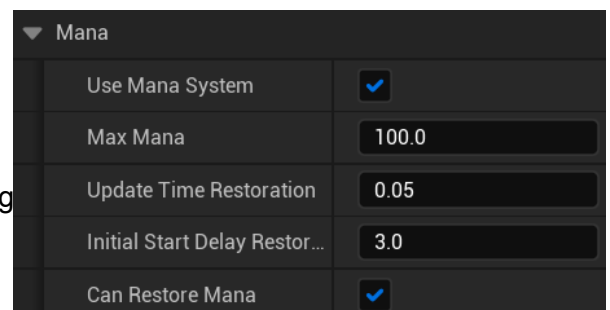 Mana
Use Mana System
Max Mana 100.0
g Update Time Restoration 0.05
Initial Start Delay Restor... 3.0
Can Restore Mana